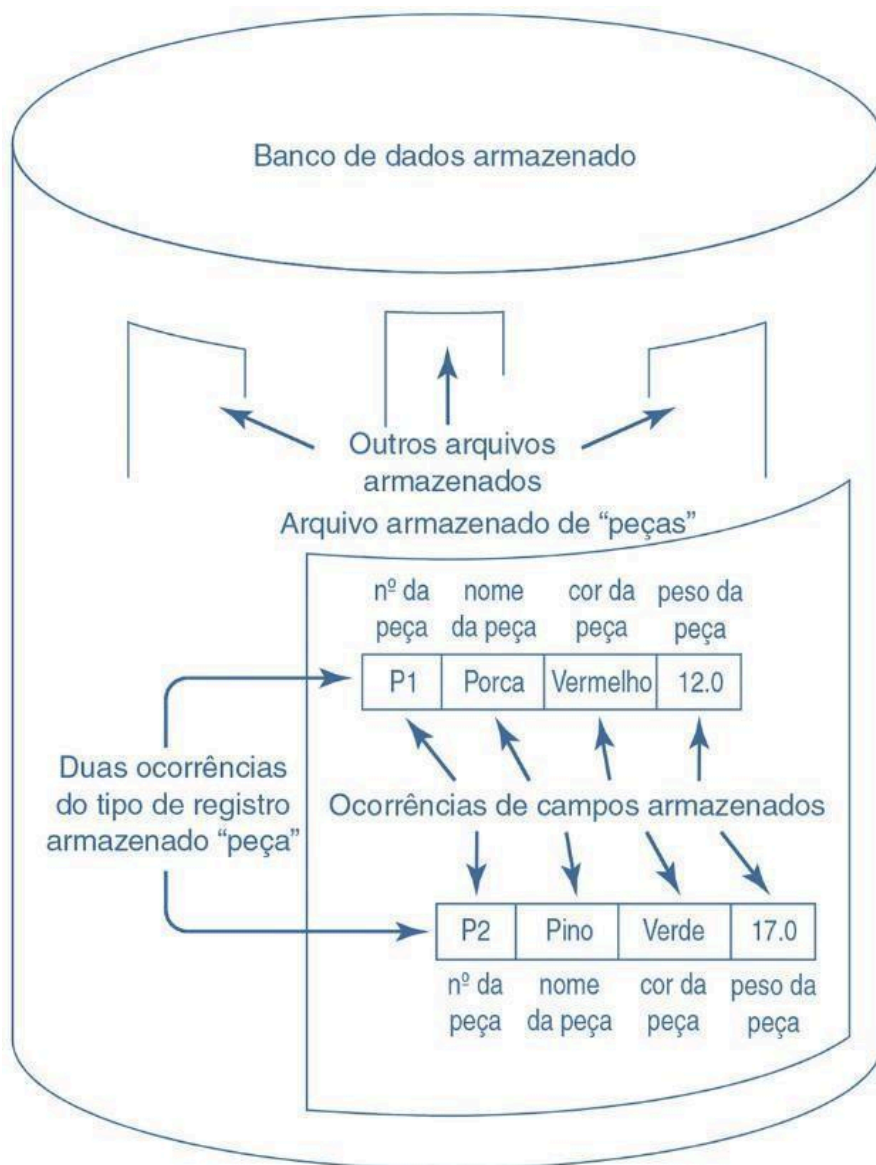 Banco de dados armazenado
Outros arquivos
armazenados
Arquivo armazenado de “peças”
nº da nome cor da peso da
peça da peça peça peça
P1 Porca Vermelho 12.0
Duas ocorrências
do tipo de registro
armazenado “peça”
Ocorrências de campos armazenados
P2 Pino Verde 17.0
nº da nome cor da peso da
peça da peça peça peça